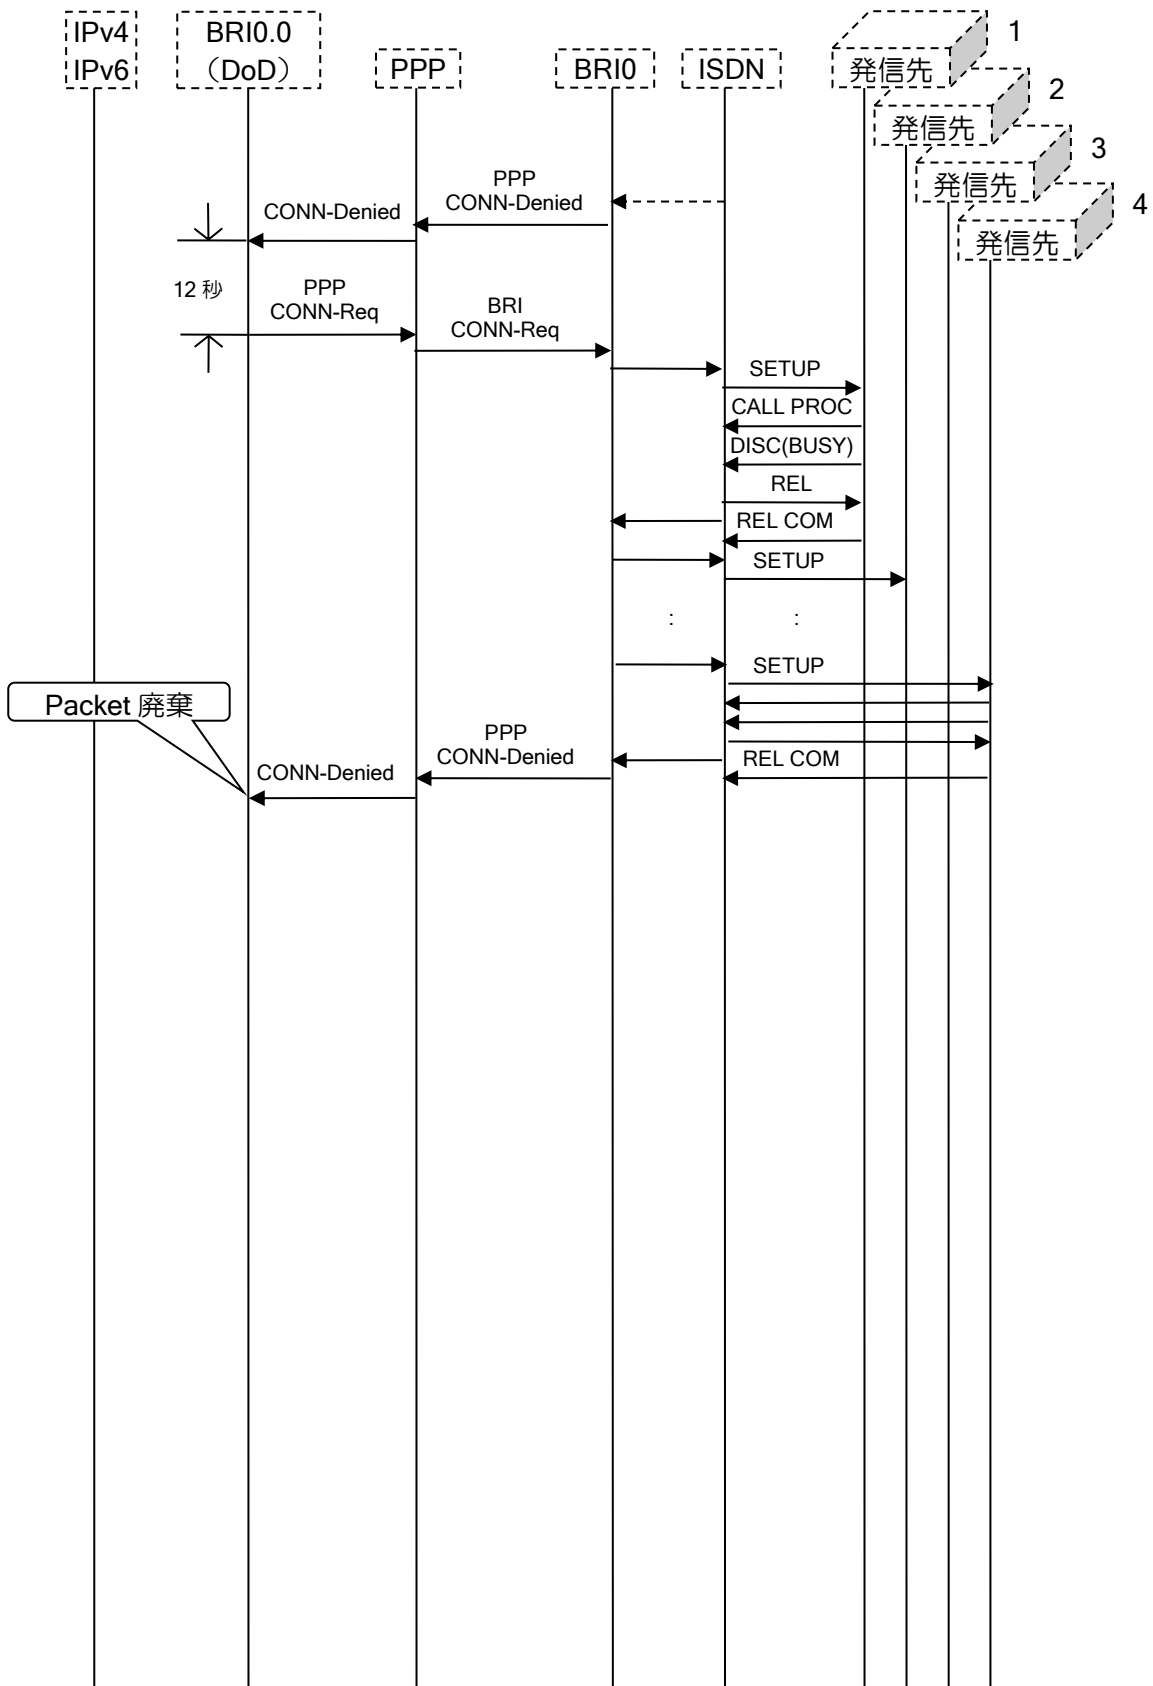 IPv4
IPv6
BRI0.0
（DoD）
PPP
BRI0
ISDN
発信先
1
発信先
2
発信先
3
発信先
4
PPP
CONN-Denied
CONN-Denied
12 秒
PPP
CONN-Req
BRI
CONN-Req
SETUP
CALL PROC
DISC(BUSY)
REL
REL COM
SETUP
:
:
SETUP
Packet 廃棄
PPP
CONN-Denied
REL COM
CONN-Denied